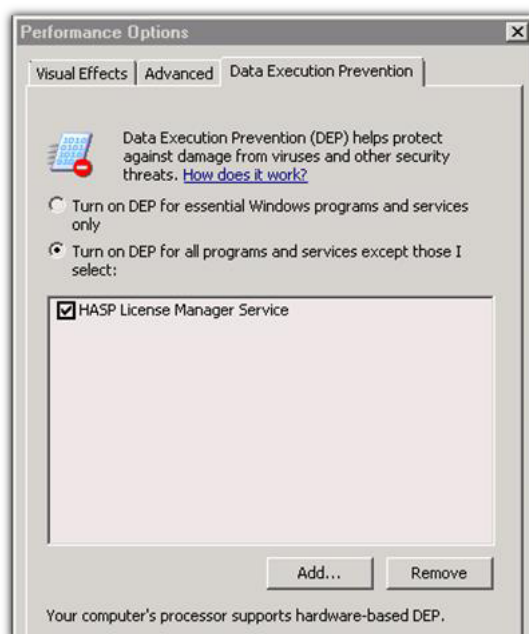 Performance Options
Visual Effects
Advanced
Data Execution Prevention
Data Execution Prevention (DEP) helps protect
against damage from viruses and other security
threats. How does it work?
Turn on DEP for essential Windows programs and services
only
Turn on DEP for all programs and services except those I
select:
HASP License Manager Service
Add...
Remove
Your computer's processor supports hardware-based DEP.